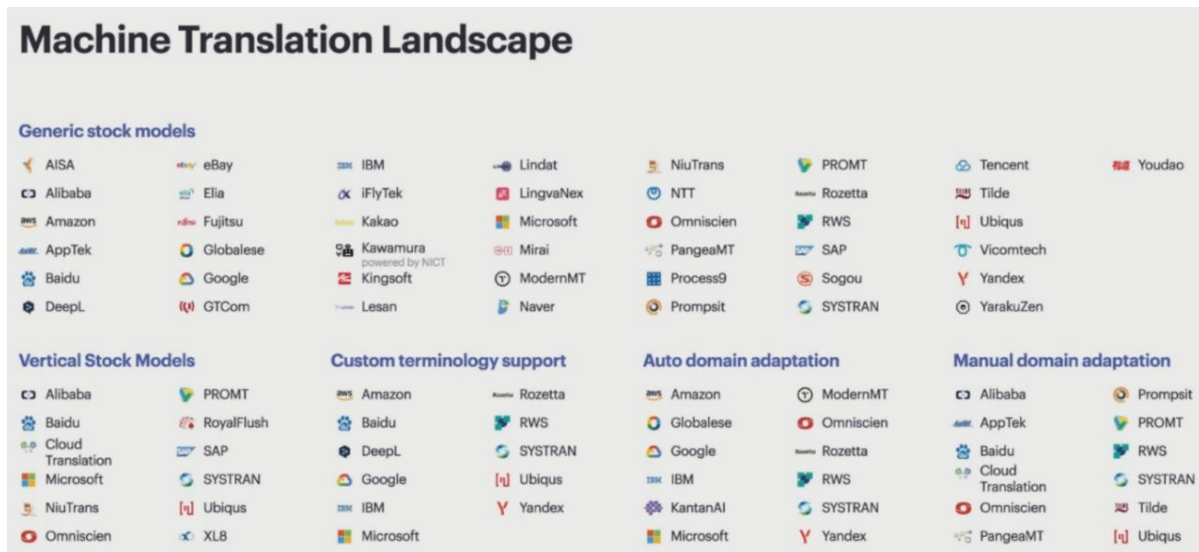 Machine Translation Landscape
Generic stock models
AISA
Alibaba
Amazon
AppTek
Baidu
DeepL
eBay
Elia
Fujitsu
Globalese
Google
GTCom
IBM
iFlyTek
Kakao
Kawamura
powered by NICT
Kingsoft
Lesan
Lindat
LingvaNex
Microsoft
Mirai
ModernMT
Naver
NiuTrans
NTT
Omniscien
PangeaMT
Process9
Prompsit
PROMT
Rozetta
RWS
SAP
Sogou
SYSTRAN
Tencent
Tilde
Ubiqus
Vicomtech
Yandex
YarakuZen
Youdao
Vertical Stock Models
Alibaba
Baidu
Cloud
Translation
Microsoft
NiuTrans
Omniscien
PROMT
RoyalFlush
SAP
SYSTRAN
Ubiqus
XL8
Custom terminology support
Amazon
Baidu
DeepL
Google
IBM
Microsoft
Rozetta
RWS
SYSTRAN
Ubiqus
Yandex
Auto domain adaptation
Amazon
Globalese
Google
IBM
KantanAI
Microsoft
ModernMT
Omniscien
Rozetta
RWS
SYSTRAN
Yandex
Manual domain adaptation
Alibaba
AppTek
Baidu
Cloud
Translation
Omniscien
PangeaMT
Prompsit
PROMT
RWS
SYSTRAN
Tilde
Ubiqus